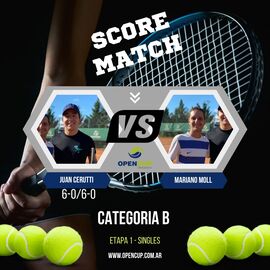 SCORE
MATCH
VS
OPENCUP
JUAN CERUTTI
MARIANO MOLL
6-0/6-0
CATEGORIA B
ETAPA 1 - SINGLES
WWW.OPENCUP.COM.AR